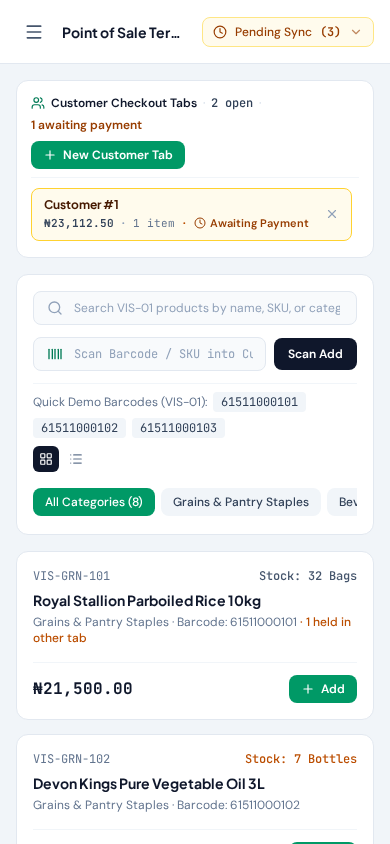 Point of Sale Ter...
Pending Sync (3)
Customer Checkout Tabs · 2 open ·
1 awaiting payment
+ New Customer Tab
Customer #1
₦23,112.50 · 1 item · Awaiting Payment
Search VIS-01 products by name, SKU, or categ
Scan Barcode / SKU into Cu
Scan Add
Quick Demo Barcodes (VIS-01): 61511000101
61511000102 61511000103
All Categories (8)
Grains & Pantry Staples
Bev
VIS-GRN-101
Stock: 32 Bags
Royal Stallion Parboiled Rice 10kg
Grains & Pantry Staples · Barcode: 61511000101 · 1 held in
other tab
₦21,500.00
+ Add
VIS-GRN-102
Stock: 7 Bottles
Devon Kings Pure Vegetable Oil 3L
Grains & Pantry Staples · Barcode: 61511000102